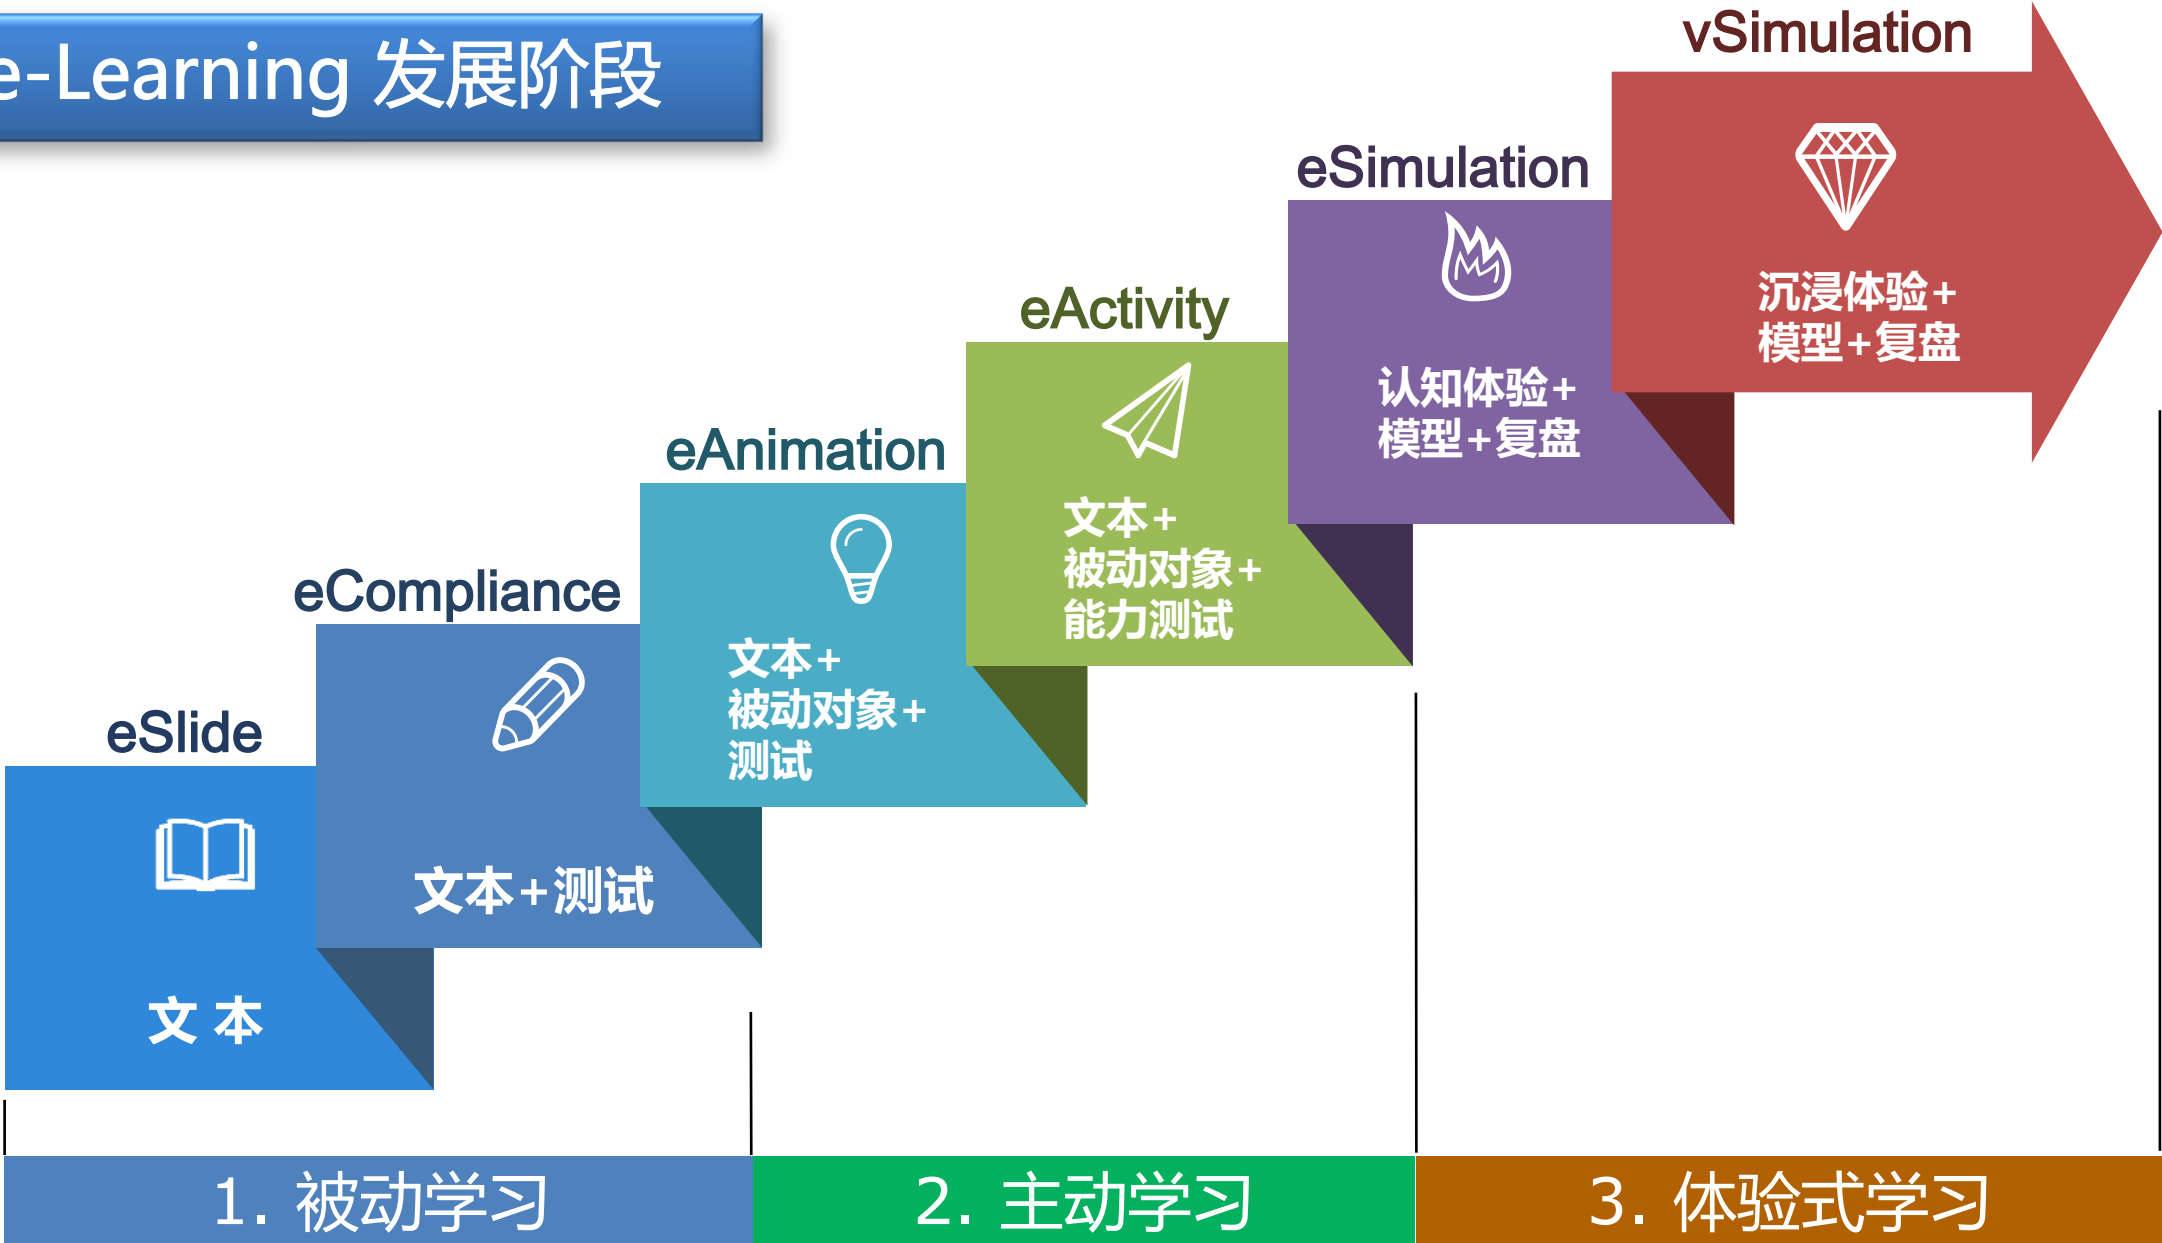 e-Learning 发展阶段
eSlide
文 本
eCompliance
文本+测试
eAnimation
文本+
被动对象+
测试
eActivity
文本+
被动对象+
能力测试
eSimulation
认知体验+
模型+复盘
vSimulation
沉浸体验+
模型+复盘
1. 被动学习
2. 主动学习
3. 体验式学习